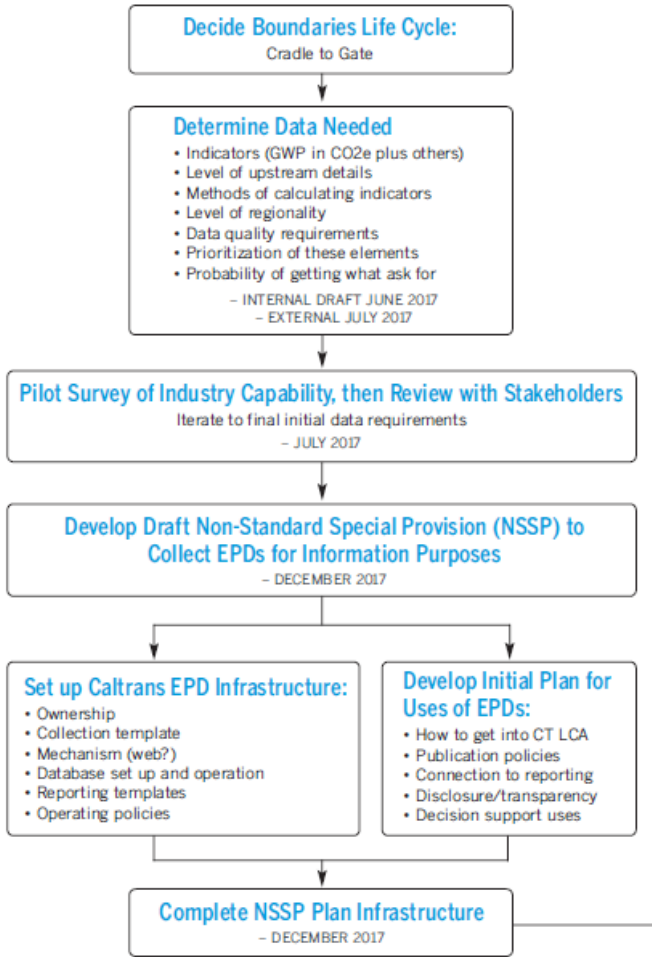 Decide Boundaries Life Cycle:
Cradle to Gate
Determine Data Needed
• Indicators (GWP in CO2e plus others)
• Level of upstream details
• Methods of calculating indicators
• Level of regionality
• Data quality requirements
• Prioritization of these elements
• Probability of getting what ask for
– INTERNAL DRAFT JUNE 2017
– EXTERNAL JULY 2017
Pilot Survey of Industry Capability, then Review with Stakeholders
Iterate to final initial data requirements
– JULY 2017
Develop Draft Non-Standard Special Provision (NSSP) to
Collect EPDs for Information Purposes
– DECEMBER 2017
Set up Caltrans EPD Infrastructure:
• Ownership
• Collection template
• Mechanism (web?)
• Database set up and operation
• Reporting templates
• Operating policies
Develop Initial Plan for
Uses of EPDs:
• How to get into CT LCA
• Publication policies
• Connection to reporting
• Disclosure/transparency
• Decision support uses
Complete NSSP Plan Infrastructure
– DECEMBER 2017